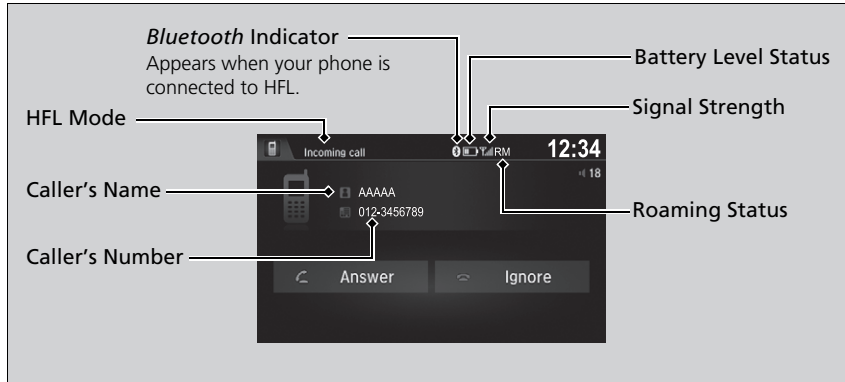 Bluetooth Indicator
Appears when your phone is
connected to HFL.
Battery Level Status
Signal Strength
HFL Mode
Incoming call
RM
12:34
18
Caller's Name
AAAAA
012-3456789
Roaming Status
Caller's Number
Answer
Ignore